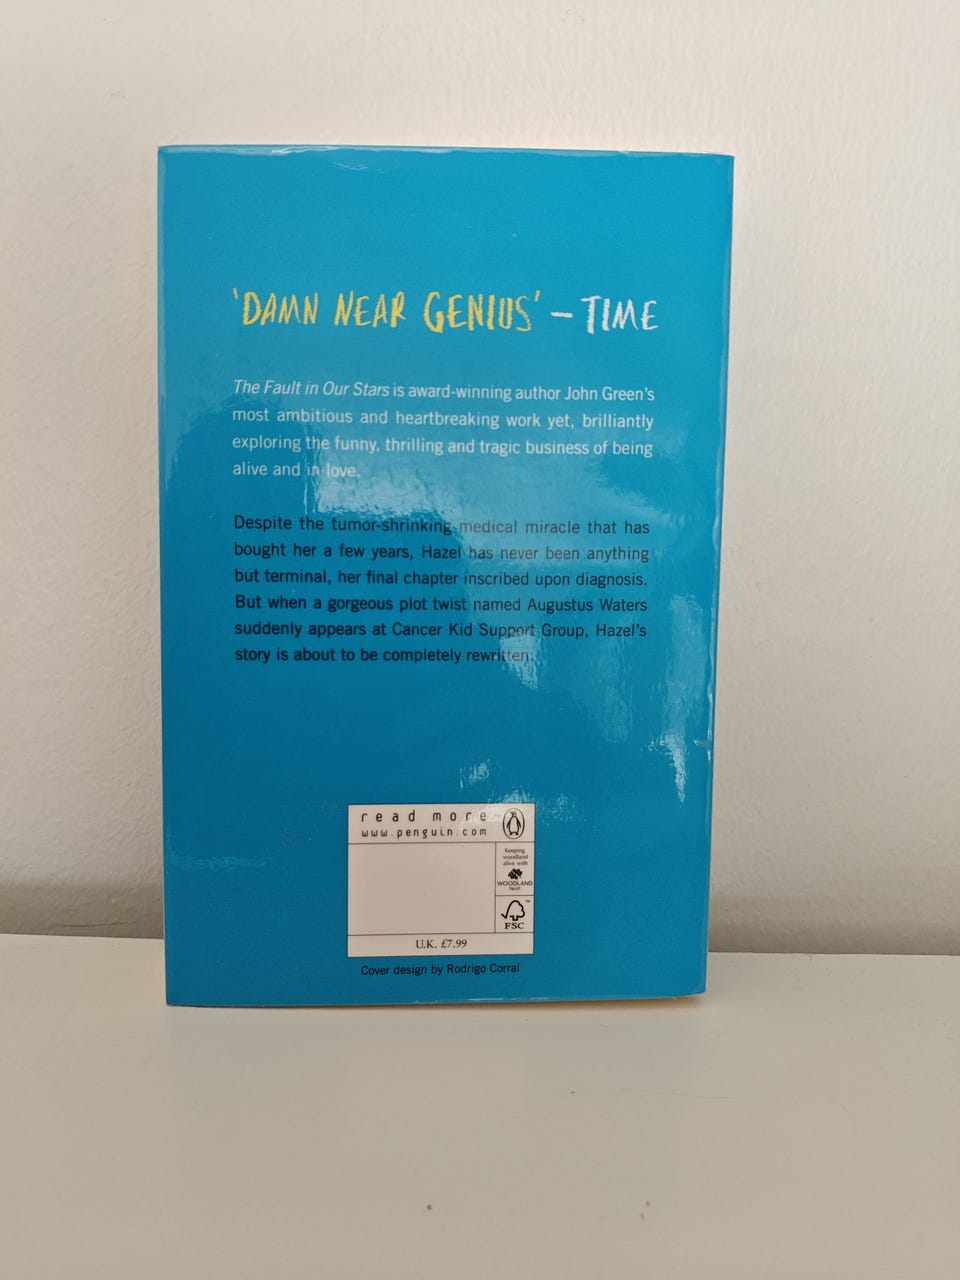 'DAMN NEAR GENIUS' – TIME
The Fault in Our Stars is award-winning author John Green's
most ambitious and heartbreaking work yet, brilliantly
exploring the funny, thrilling and tragic business of being
alive and in love.
Despite the tumor-shrinking medical miracle that has
bought her a few years, Hazel has never been anything
but terminal, her final chapter inscribed upon diagnosis.
But when a gorgeous plot twist named Augustus Waters
suddenly appears at Cancer Kid Support Group, Hazel's
story is about to be completely rewritten.
read more
www.penguin.com
Keeping
woodland
alive with
WOODLAND
TRUST
™
FSC
U.K. £7.99
Cover design by Rodrigo Corral